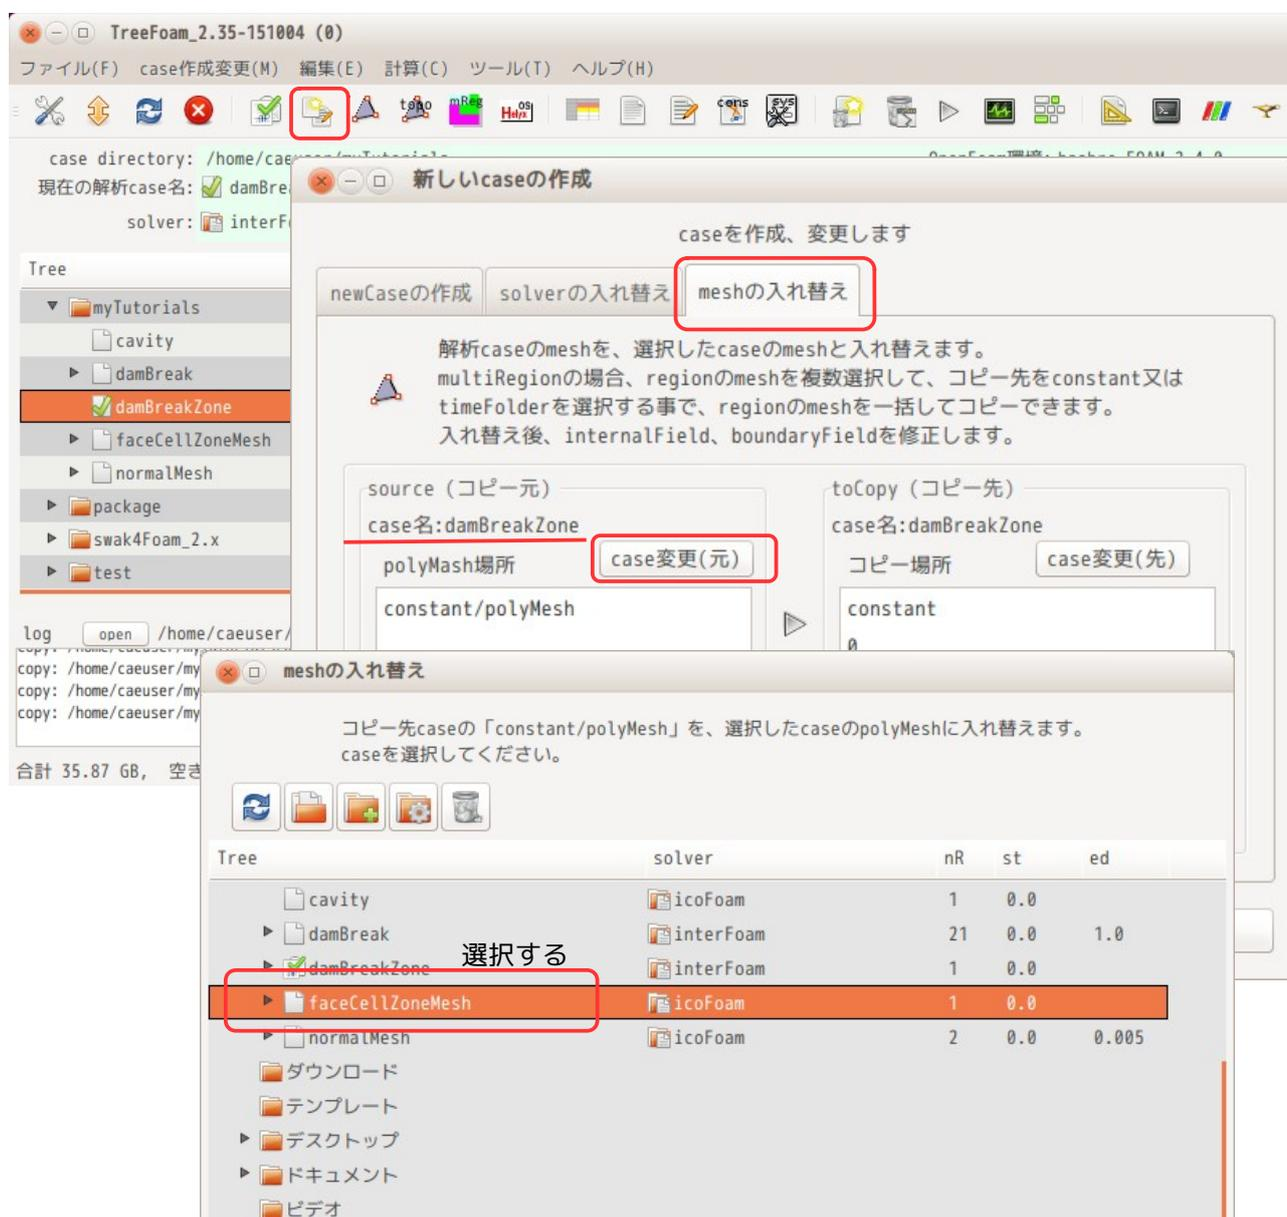 TreeFoam_2.35-151004 (0)
ファイル(F) case作成変更(M) 編集(E) 計算(C) ツール(T) ヘルプ(H)
topo mReg OS Helyx cons sys
case directory: /home/caeuser/myTutorials
現在の解析case名: damBrea
solver: interF
Tree
myTutorials
cavity
damBreak
damBreakZone
faceCellZoneMesh
normalMesh
package
swak4Foam_2.x
test
log open /home/caeuser/
copy: /home/caeuser/my
copy: /home/caeuser/my
copy: /home/caeuser/my
合計 35.87 GB, 空き
新しいcaseの作成
caseを作成、変更します
newCaseの作成 solverの入れ替え meshの入れ替え
解析caseのmeshを、選択したcaseのmeshと入れ替えます。
multiRegionの場合、regionのmeshを複数選択して、コピー先をconstant又は
timeFolderを選択する事で、regionのmeshを一括してコピーできます。
入れ替え後、internalField、boundaryFieldを修正します。
source (コピー元)
case名:damBreakZone
polyMash場所 case変更(元)
constant/polyMesh
toCopy (コピー先)
case名:damBreakZone
コピー場所 case変更(先)
constant
0
meshの入れ替え
コピー先caseの「constant/polyMesh」を、選択したcaseのpolyMeshに入れ替えます。
caseを選択してください。
Tree solver nR st ed
cavity icoFoam 1 0.0
damBreak interFoam 21 0.0 1.0
選択する
damBreakZone interFoam 1 0.0
faceCellZoneMesh icoFoam 1 0.0
normalMesh icoFoam 2 0.0 0.005
ダウンロード
テンプレート
デスクトップ
ドキュメント
ビデオ